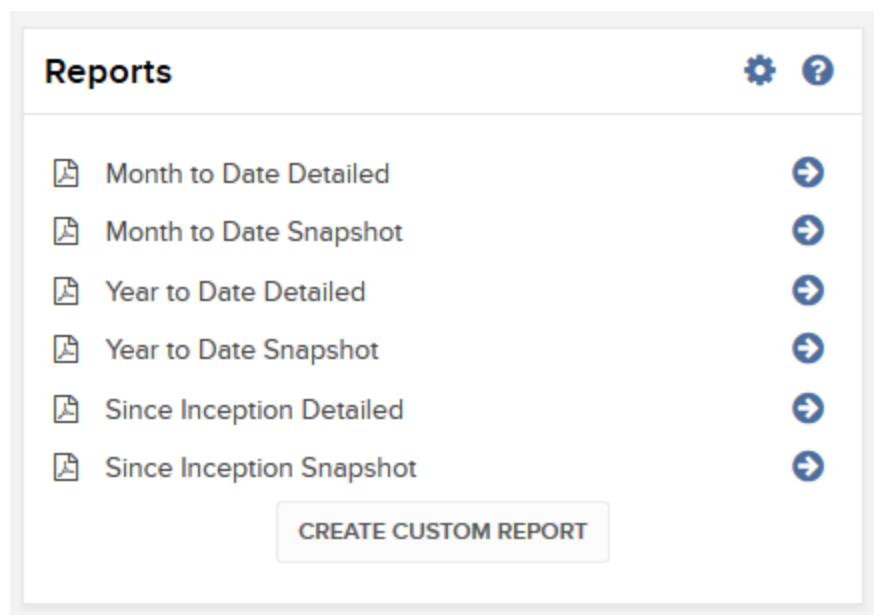 Reports
Month to Date Detailed
Month to Date Snapshot
Year to Date Detailed
Year to Date Snapshot
Since Inception Detailed
Since Inception Snapshot
CREATE CUSTOM REPORT